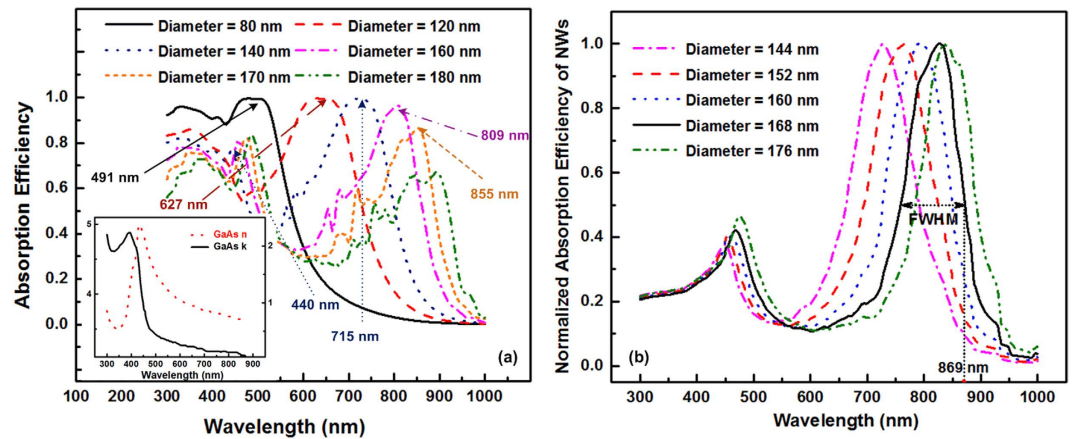 Diameter = 80 nm
Diameter = 120 nm
Diameter = 140 nm
Diameter = 160 nm
Diameter = 170 nm
Diameter = 180 nm
Absorption Efficiency
1.0
0.8
0.6
0.4
0.2
0.0
491 nm
627 nm
440 nm
715 nm
809 nm
855 nm
GaAs n
GaAs k
5
4
2
1
300 400 500 600 700 800 900
Wavelength (nm)
(a)
100 200 300 400 500 600 700 800 900 1000
Wavelength (nm)
Normalized Absorption Efficiency of NWs
1.0
0.8
0.6
0.4
0.2
0.0
Diameter = 144 nm
Diameter = 152 nm
Diameter = 160 nm
Diameter = 168 nm
Diameter = 176 nm
FWHM
(b)
869 nm
300 400 500 600 700 800 900 1000
Wavelength (nm)